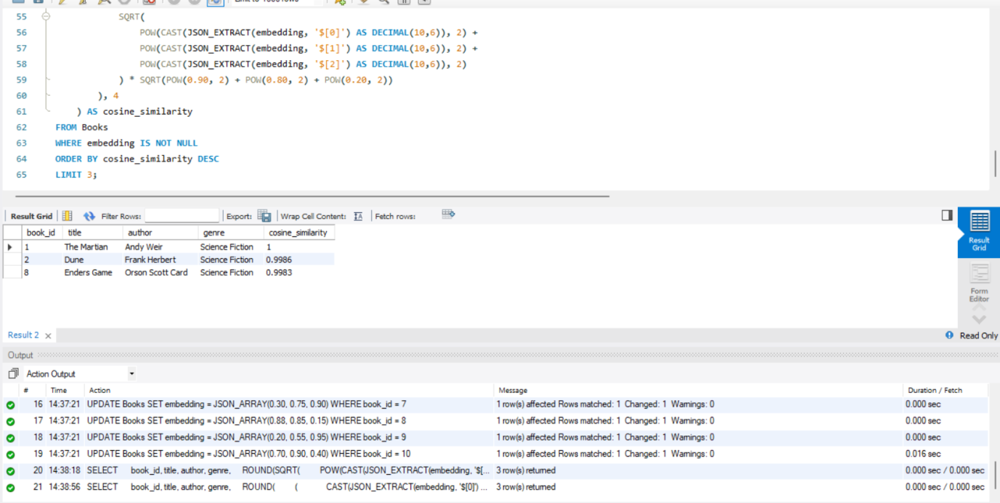 55 SQRT(
56 POW(CAST(JSON_EXTRACT(embedding, '$[0]') AS DECIMAL(10,6)), 2) +
57 POW(CAST(JSON_EXTRACT(embedding, '$[1]') AS DECIMAL(10,6)), 2) +
58 POW(CAST(JSON_EXTRACT(embedding, '$[2]') AS DECIMAL(10,6)), 2)
59 ) * SQRT(POW(0.90, 2) + POW(0.80, 2) + POW(0.20, 2))
60 ), 4
61 ) AS cosine_similarity
62 FROM Books
63 WHERE embedding IS NOT NULL
64 ORDER BY cosine_similarity DESC
65 LIMIT 3;
Result Grid Filter Rows: Export: Wrap Cell Content: IA Fetch rows:
book_id title author genre cosine_similarity
1 The Martian Andy Weir Science Fiction 1
2 Dune Frank Herbert Science Fiction 0.9986
8 Enders Game Orson Scott Card Science Fiction 0.9983
Result
Grid
Form
Editor
Result 2 Read Only
Output
Action Output
# Time Action Message Duration / Fetch
16 14:37:21 UPDATE Books SET embedding = JSON_ARRAY(0.30, 0.75, 0.90) WHERE book_id = 7 1 row(s) affected Rows matched: 1 Changed: 1 Warnings: 0 0.000 sec
17 14:37:21 UPDATE Books SET embedding = JSON_ARRAY(0.88, 0.85, 0.15) WHERE book_id = 8 1 row(s) affected Rows matched: 1 Changed: 1 Warnings: 0 0.000 sec
18 14:37:21 UPDATE Books SET embedding = JSON_ARRAY(0.20, 0.55, 0.95) WHERE book_id = 9 1 row(s) affected Rows matched: 1 Changed: 1 Warnings: 0 0.000 sec
19 14:37:21 UPDATE Books SET embedding = JSON_ARRAY(0.70, 0.90, 0.40) WHERE book_id = 10 1 row(s) affected Rows matched: 1 Changed: 1 Warnings: 0 0.016 sec
20 14:38:18 SELECT book_id, title, author, genre, ROUND(SQRT( POW(CAST(JSON_EXTRACT(embedding, '$[... 3 row(s) returned 0.000 sec / 0.000 sec
21 14:38:56 SELECT book_id, title, author, genre, ROUND( ( CAST(JSON_EXTRACT(embedding, '$[0]') ... 3 row(s) returned 0.000 sec / 0.000 sec